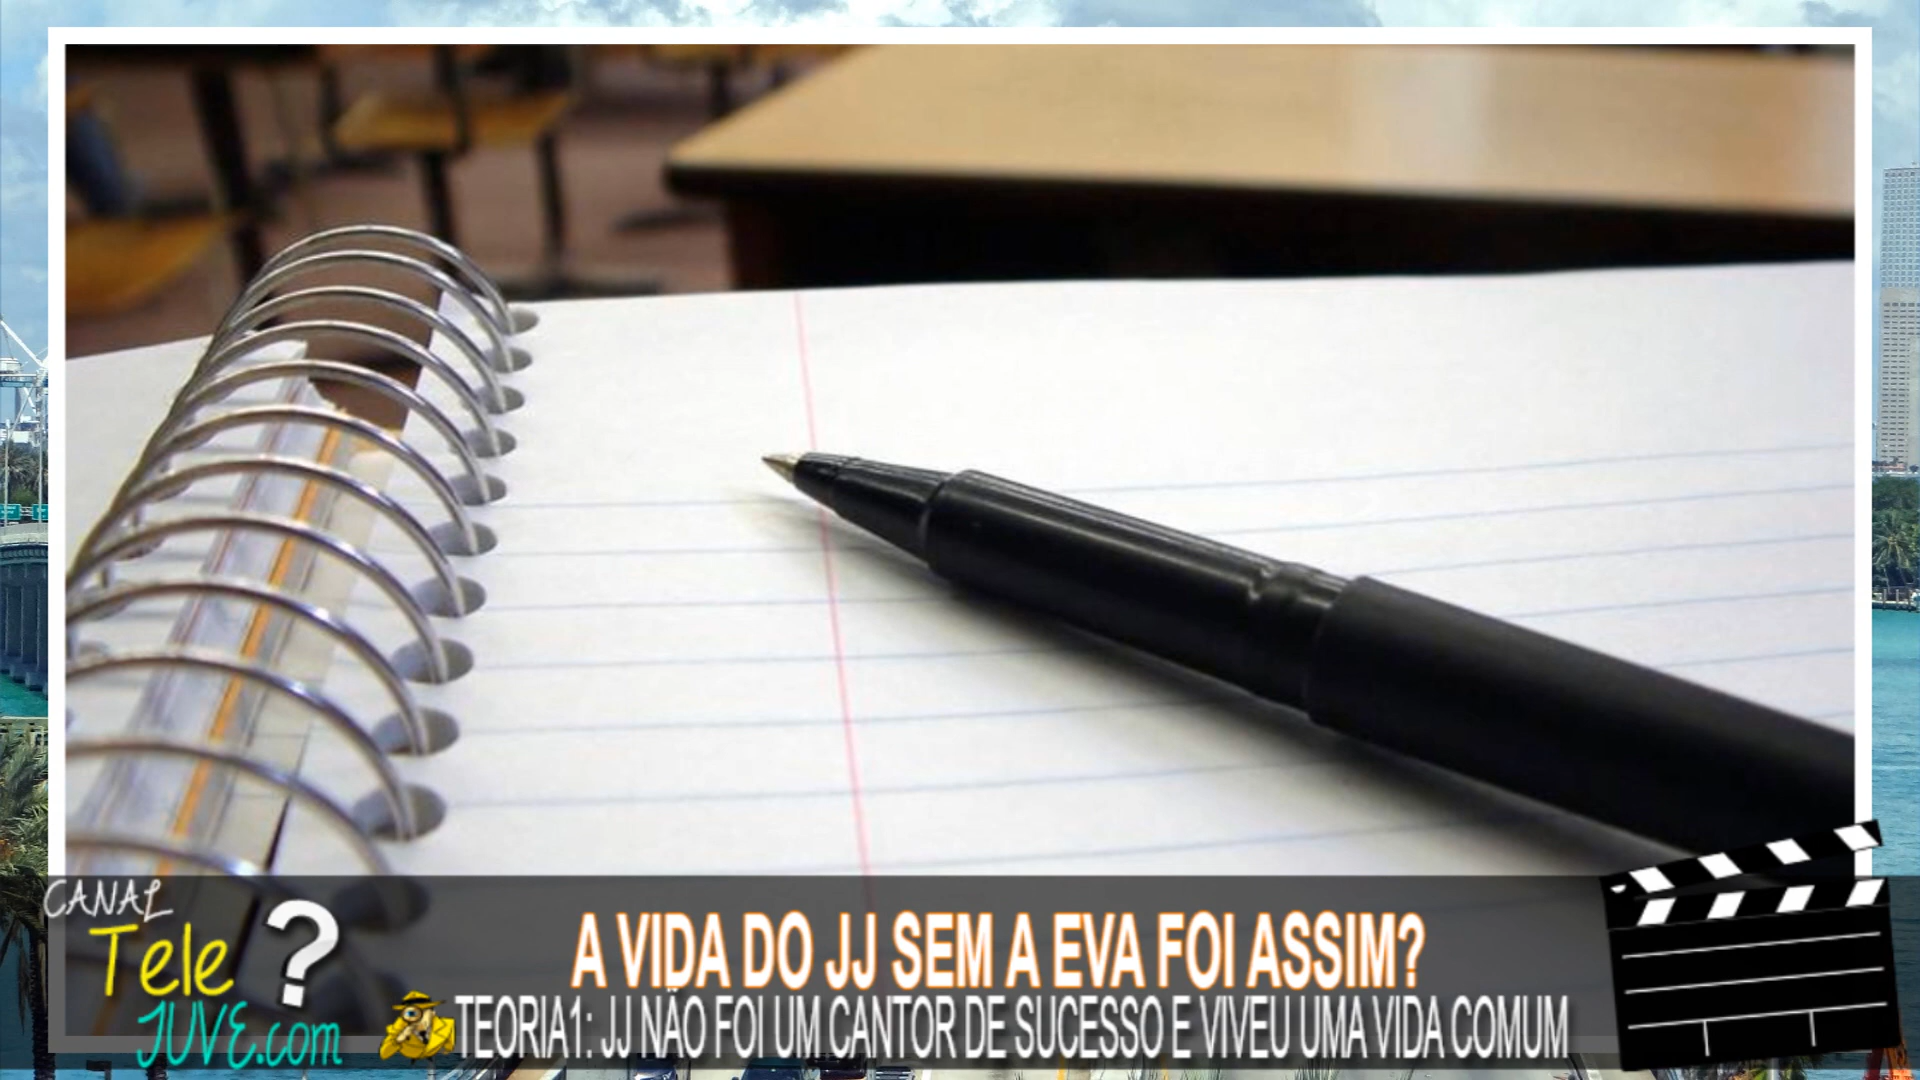 CANAL
Tele ?
JUVE.com
A VIDA DO JJ SEM A EVA FOI ASSIM?
TEORIA1: JJ NÃO FOI UM CANTOR DE SUCESSO E VIVEU UMA VIDA COMUM